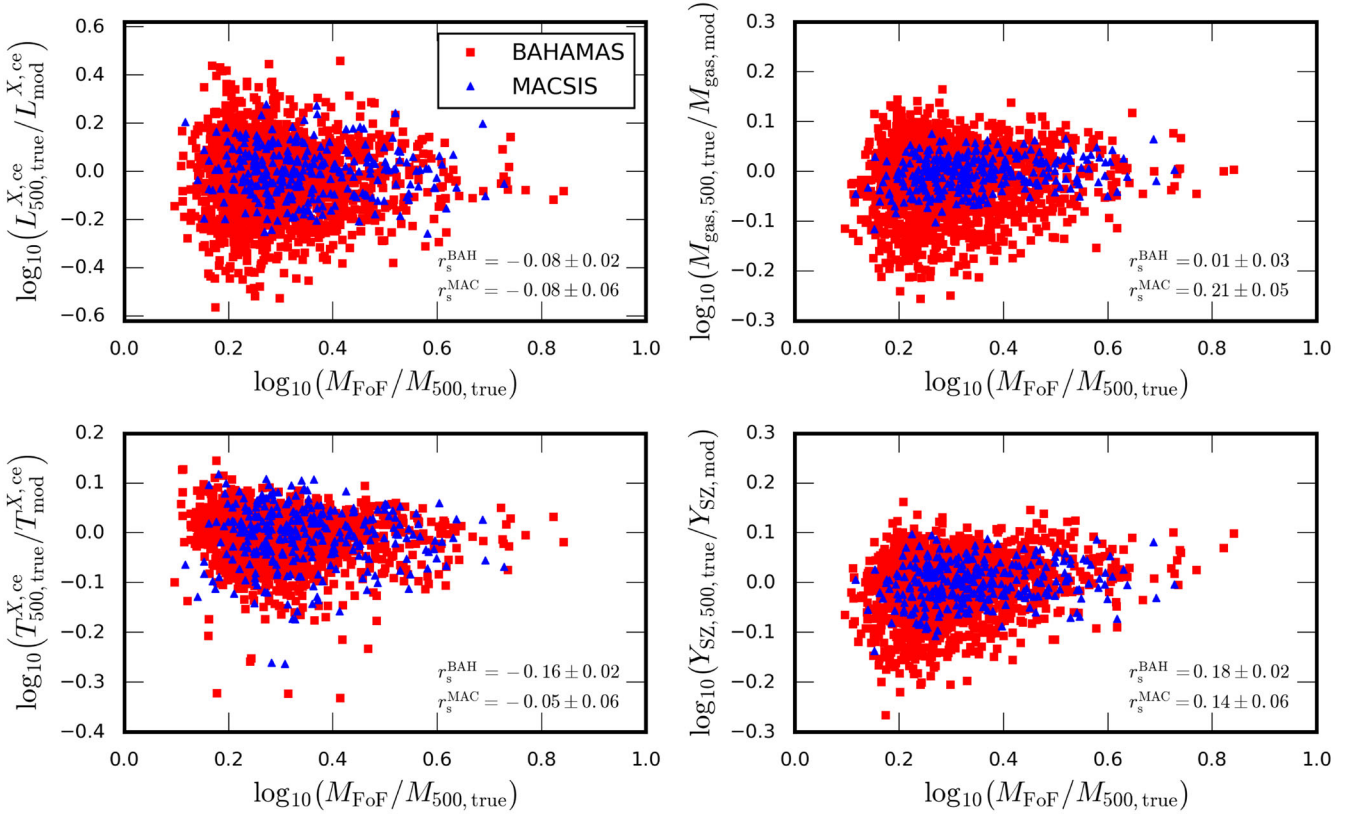 log₁₀(L^{X,ce}_{500,true}/L^{X,ce}_{mod})
0.6
0.4
0.2
0.0
−0.2
−0.4
−0.6
BAHAMAS
MACSIS
r_s^{BAH} = −0.08 ± 0.02
r_s^{MAC} = −0.08 ± 0.06
0.0 0.2 0.4 0.6 0.8 1.0
log₁₀(M_{FoF}/M_{500,true})
log₁₀(M_{gas,500,true}/M_{gas,mod})
0.3
0.2
0.1
0.0
−0.1
−0.2
−0.3
r_s^{BAH} = 0.01 ± 0.03
r_s^{MAC} = 0.21 ± 0.05
0.0 0.2 0.4 0.6 0.8 1.0
log₁₀(M_{FoF}/M_{500,true})
log₁₀(T^{X,ce}_{500,true}/T^{X,ce}_{mod})
0.2
0.1
0.0
−0.1
−0.2
−0.3
−0.4
r_s^{BAH} = −0.16 ± 0.02
r_s^{MAC} = −0.05 ± 0.06
0.0 0.2 0.4 0.6 0.8 1.0
log₁₀(M_{FoF}/M_{500,true})
log₁₀(Y_{SZ,500,true}/Y_{SZ,mod})
0.3
0.2
0.1
0.0
−0.1
−0.2
−0.3
r_s^{BAH} = 0.18 ± 0.02
r_s^{MAC} = 0.14 ± 0.06
0.0 0.2 0.4 0.6 0.8 1.0
log₁₀(M_{FoF}/M_{500,true})